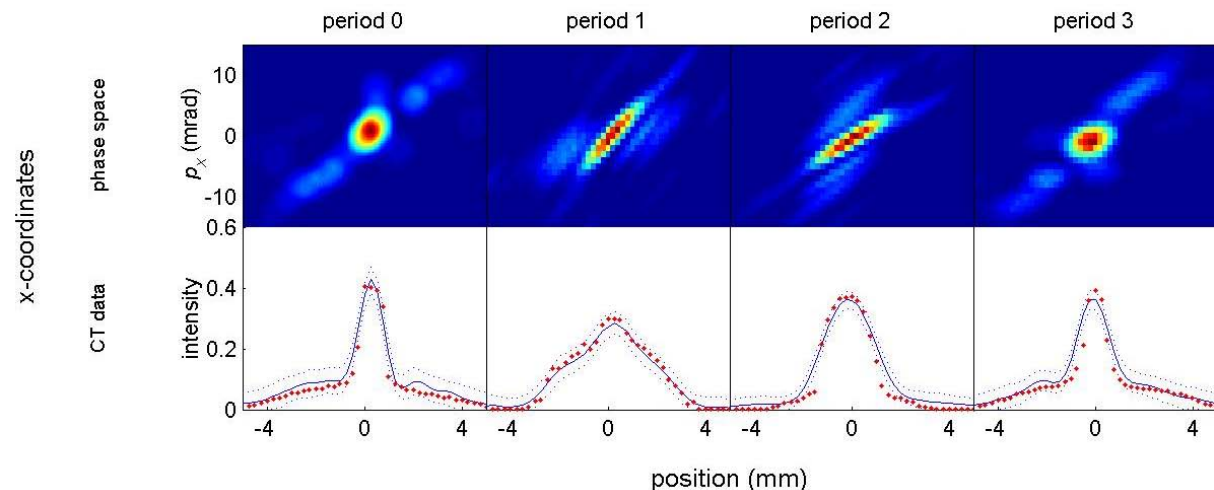 period 0 period 1 period 2 period 3
x-coordinates
phase space
p_x (mrad)
10
0
-10
CT data
intensity
0.6
0.4
0.2
0
-4 0 4 -4 0 4 -4 0 4 -4 0 4
position (mm)